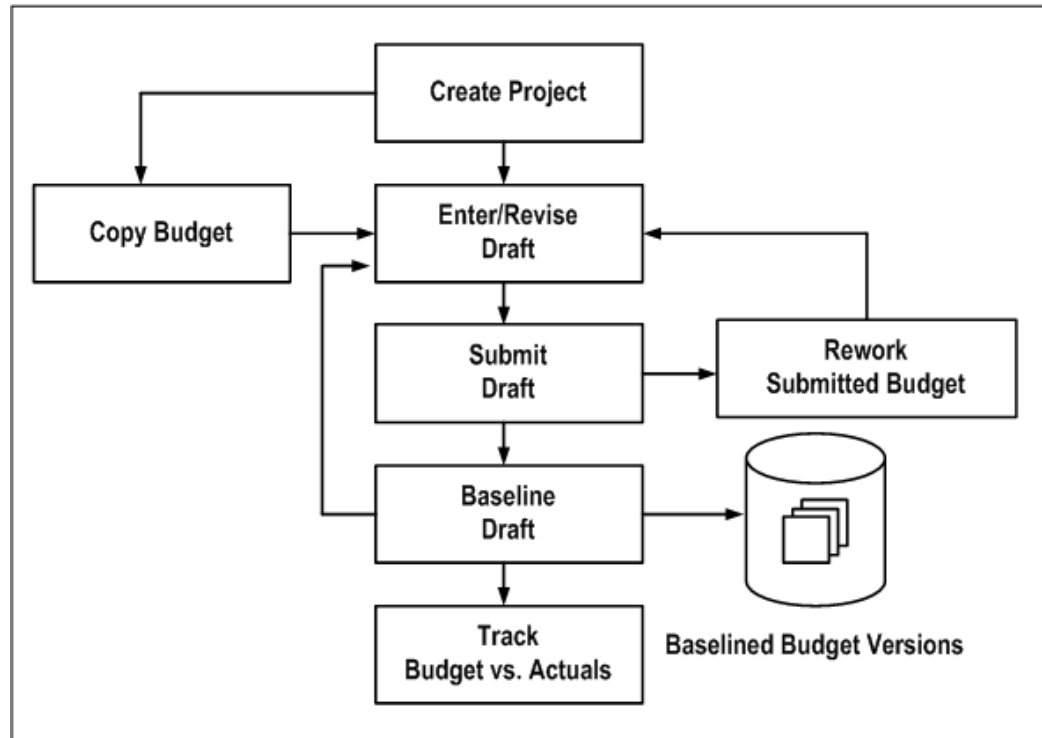 Create Project
Copy Budget
Enter/Revise
Draft
Submit
Draft
Rework
Submitted Budget
Baseline
Draft
Baselined Budget Versions
Track
Budget vs. Actuals